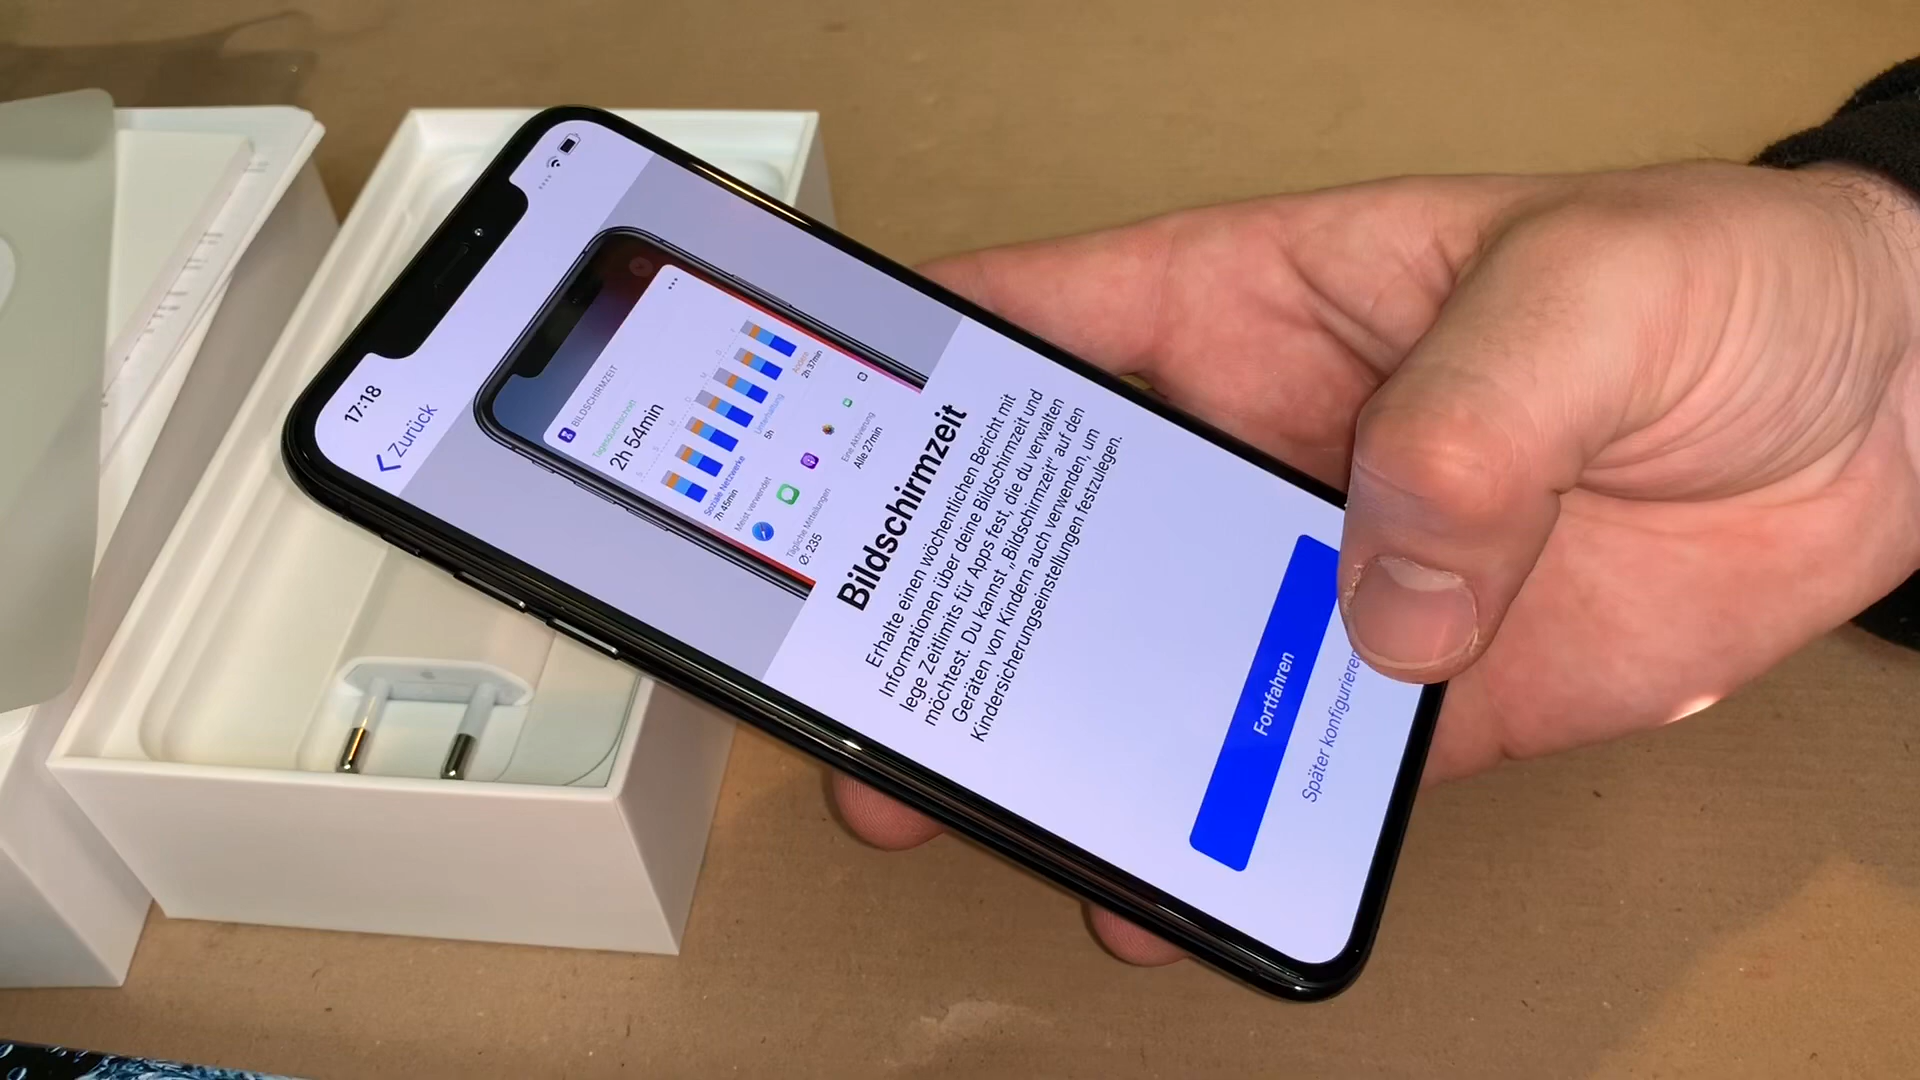 17:18
Zurück
BILDSCHIRMZEIT
Tagesdurchschnitt
2h 54min
Soziale Netzwerke
7h 45min
Unterhaltung
5h
Andere
2h 37min
Meist verwendet
Tägliche Mitteilungen
Ø: 235
Eine Aktivierung
Alle 27min
Bildschirmzeit
Erhalte einen wöchentlichen Bericht mit
Informationen über deine Bildschirmzeit und
lege Zeitlimits für Apps fest, die du verwalten
möchtest. Du kannst „Bildschirmzeit“ auf den
Geräten von Kindern auch verwenden, um
Kindersicherungseinstellungen festzulegen.
Fortfahren
Später konfigurieren